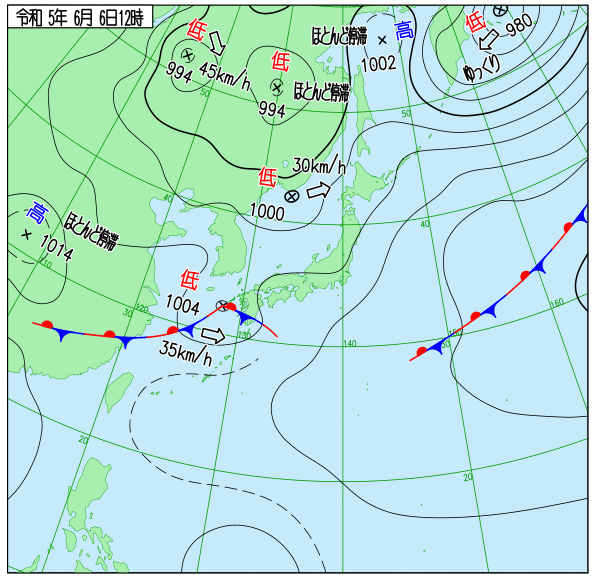 令和 5年 6月 6日12時
低
994
45km/h
低
994
ほとんど停滞
ほとんど停滞
高
1002
低
980
ゆっくり
低
1000
30km/h
高
ほとんど停滞
1014
低
1004
35km/h
50
50
40
40
110
30
120
130
140
150
160
30
20
20